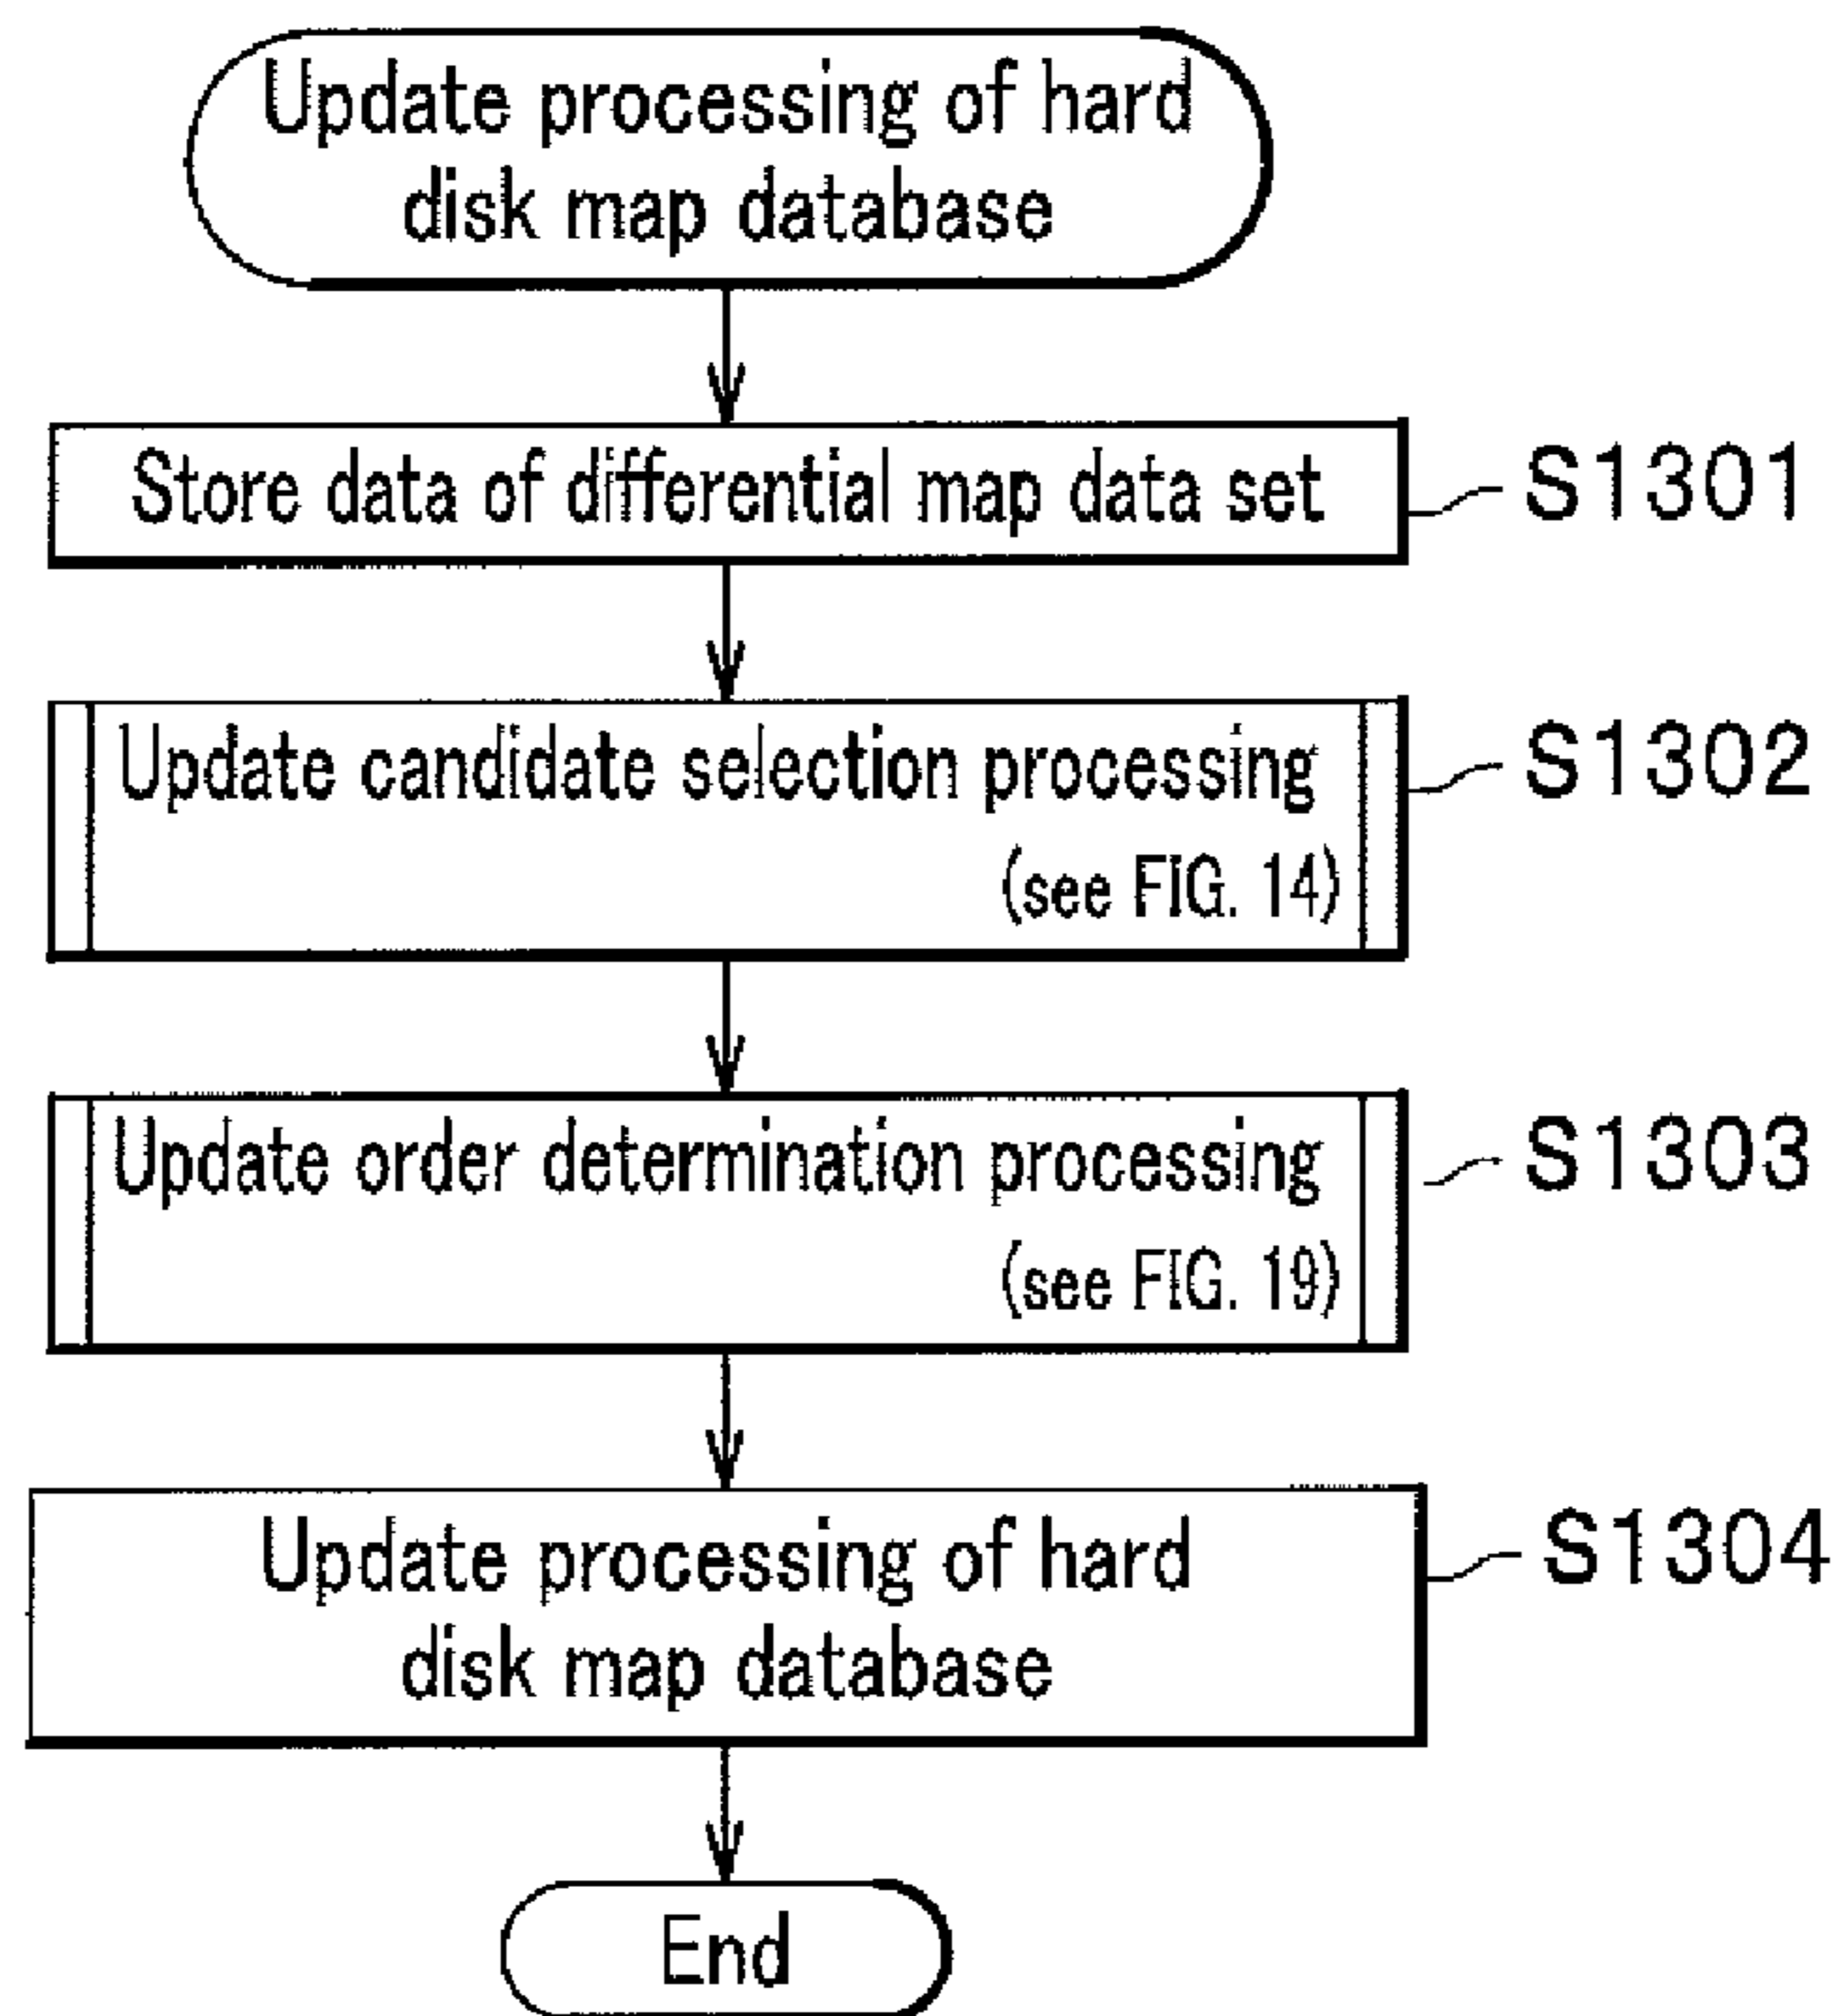 Update processing of hard
disk map database
Store data of differential map data set
S1301
Update candidate selection processing
(see FIG. 14)
S1302
Update order determination processing
(see FIG. 19)
S1303
Update processing of hard
disk map database
S1304
End